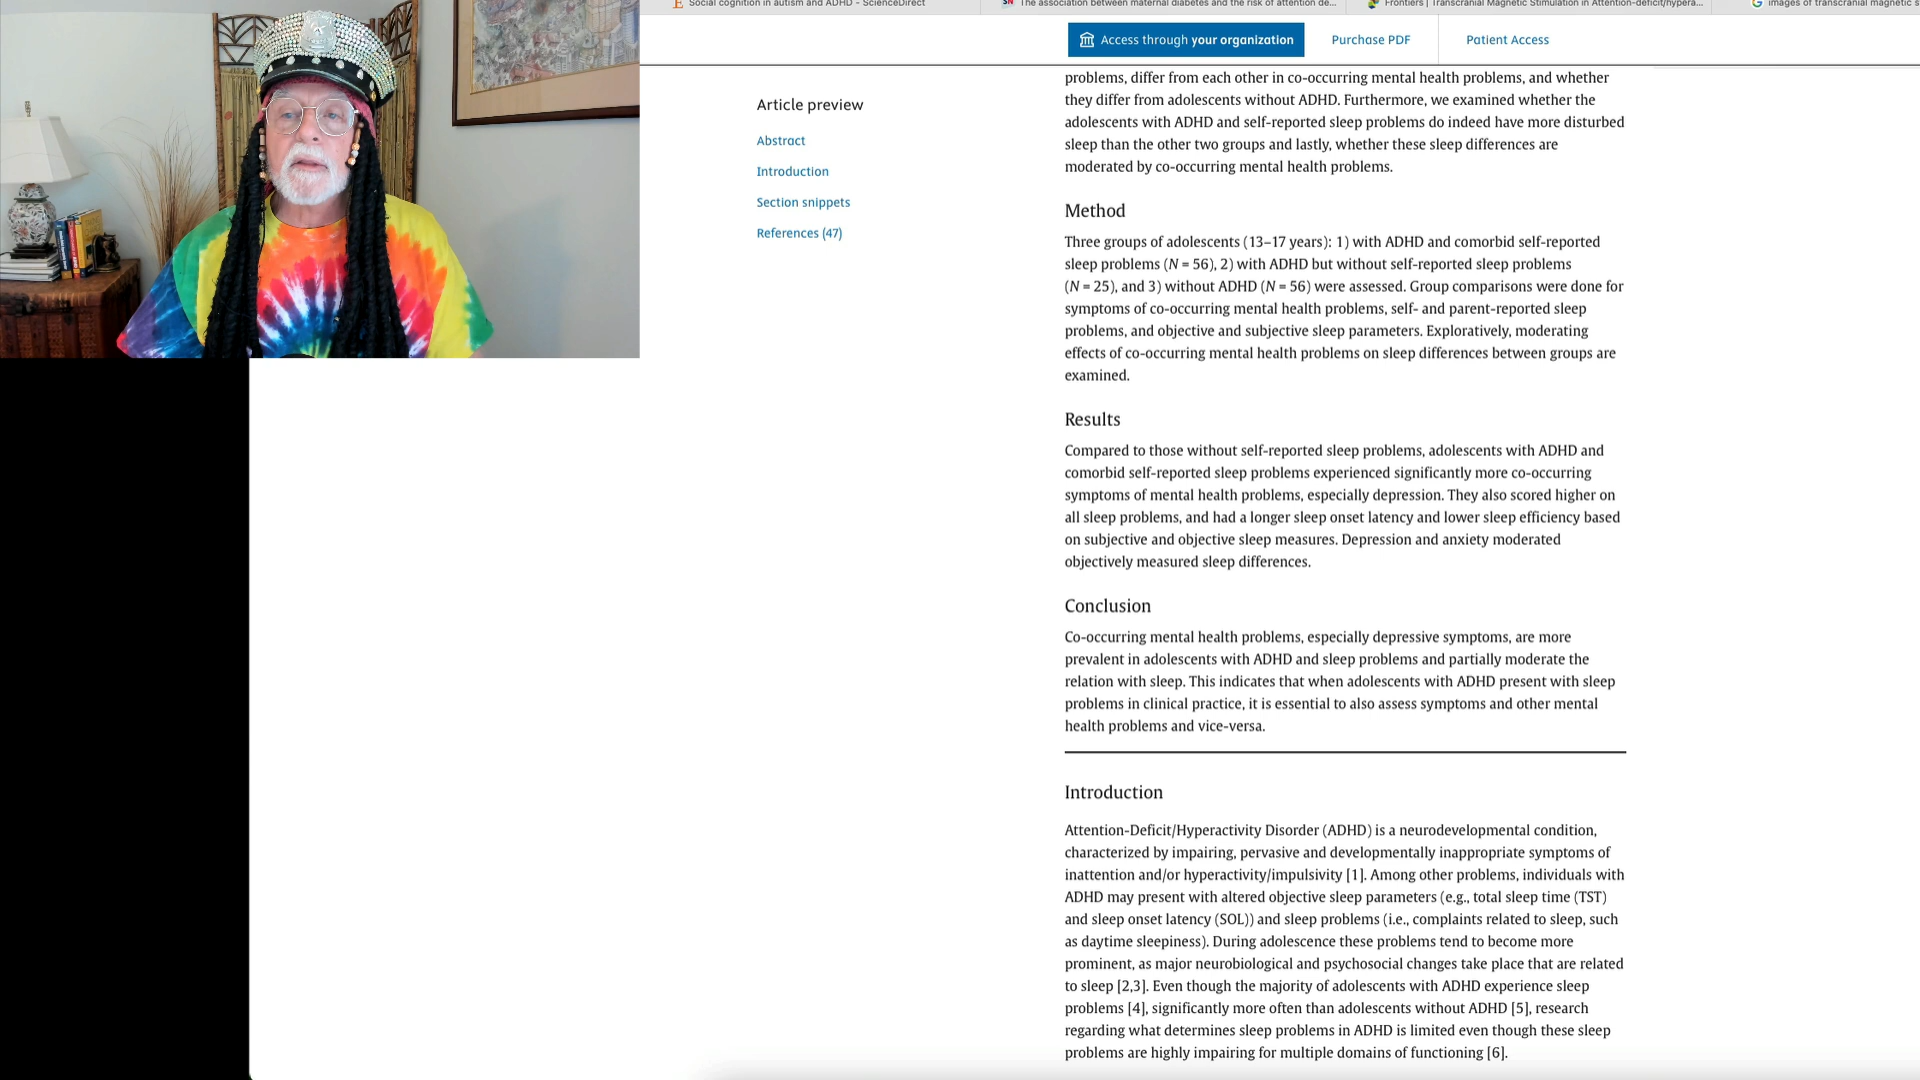 Social cognition in autism and ADHD - ScienceDirect
SN The association between maternal diabetes and the risk of attention de...
Frontiers | Transcranial Magnetic Stimulation in Attention-deficit/hypera...
images of transcranial magnetic s
Access through your organization
Purchase PDF
Patient Access
Article preview
Abstract
Introduction
Section snippets
References (47)
problems, differ from each other in co-occurring mental health problems, and whether
they differ from adolescents without ADHD. Furthermore, we examined whether the
adolescents with ADHD and self-reported sleep problems do indeed have more disturbed
sleep than the other two groups and lastly, whether these sleep differences are
moderated by co-occurring mental health problems.
Method
Three groups of adolescents (13–17 years): 1) with ADHD and comorbid self-reported
sleep problems (N = 56), 2) with ADHD but without self-reported sleep problems
(N = 25), and 3) without ADHD (N = 56) were assessed. Group comparisons were done for
symptoms of co-occurring mental health problems, self- and parent-reported sleep
problems, and objective and subjective sleep parameters. Exploratively, moderating
effects of co-occurring mental health problems on sleep differences between groups are
examined.
Results
Compared to those without self-reported sleep problems, adolescents with ADHD and
comorbid self-reported sleep problems experienced significantly more co-occurring
symptoms of mental health problems, especially depression. They also scored higher on
all sleep problems, and had a longer sleep onset latency and lower sleep efficiency based
on subjective and objective sleep measures. Depression and anxiety moderated
objectively measured sleep differences.
Conclusion
Co-occurring mental health problems, especially depressive symptoms, are more
prevalent in adolescents with ADHD and sleep problems and partially moderate the
relation with sleep. This indicates that when adolescents with ADHD present with sleep
problems in clinical practice, it is essential to also assess symptoms and other mental
health problems and vice-versa.
Introduction
Attention-Deficit/Hyperactivity Disorder (ADHD) is a neurodevelopmental condition,
characterized by impairing, pervasive and developmentally inappropriate symptoms of
inattention and/or hyperactivity/impulsivity [1]. Among other problems, individuals with
ADHD may present with altered objective sleep parameters (e.g., total sleep time (TST)
and sleep onset latency (SOL)) and sleep problems (i.e., complaints related to sleep, such
as daytime sleepiness). During adolescence these problems tend to become more
prominent, as major neurobiological and psychosocial changes take place that are related
to sleep [2,3]. Even though the majority of adolescents with ADHD experience sleep
problems [4], significantly more often than adolescents without ADHD [5], research
regarding what determines sleep problems in ADHD is limited even though these sleep
problems are highly impairing for multiple domains of functioning [6].